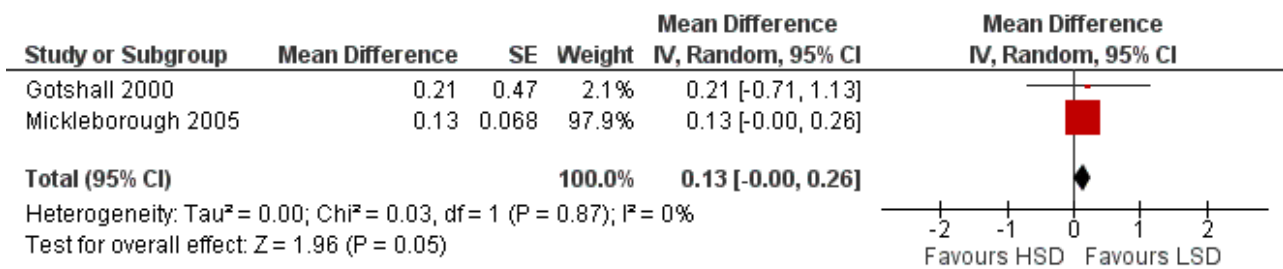 Mean Difference Mean Difference
Study or Subgroup Mean Difference SE Weight IV, Random, 95% CI IV, Random, 95% CI
Gotshall 2000 0.21 0.47 2.1% 0.21 [-0.71, 1.13]
Mickleborough 2005 0.13 0.068 97.9% 0.13 [-0.00, 0.26]
Total (95% CI) 100.0% 0.13 [-0.00, 0.26]
Heterogeneity: Tau² = 0.00; Chi² = 0.03, df = 1 (P = 0.87); I² = 0%
Test for overall effect: Z = 1.96 (P = 0.05)
-2 -1 0 1 2
Favours HSD Favours LSD